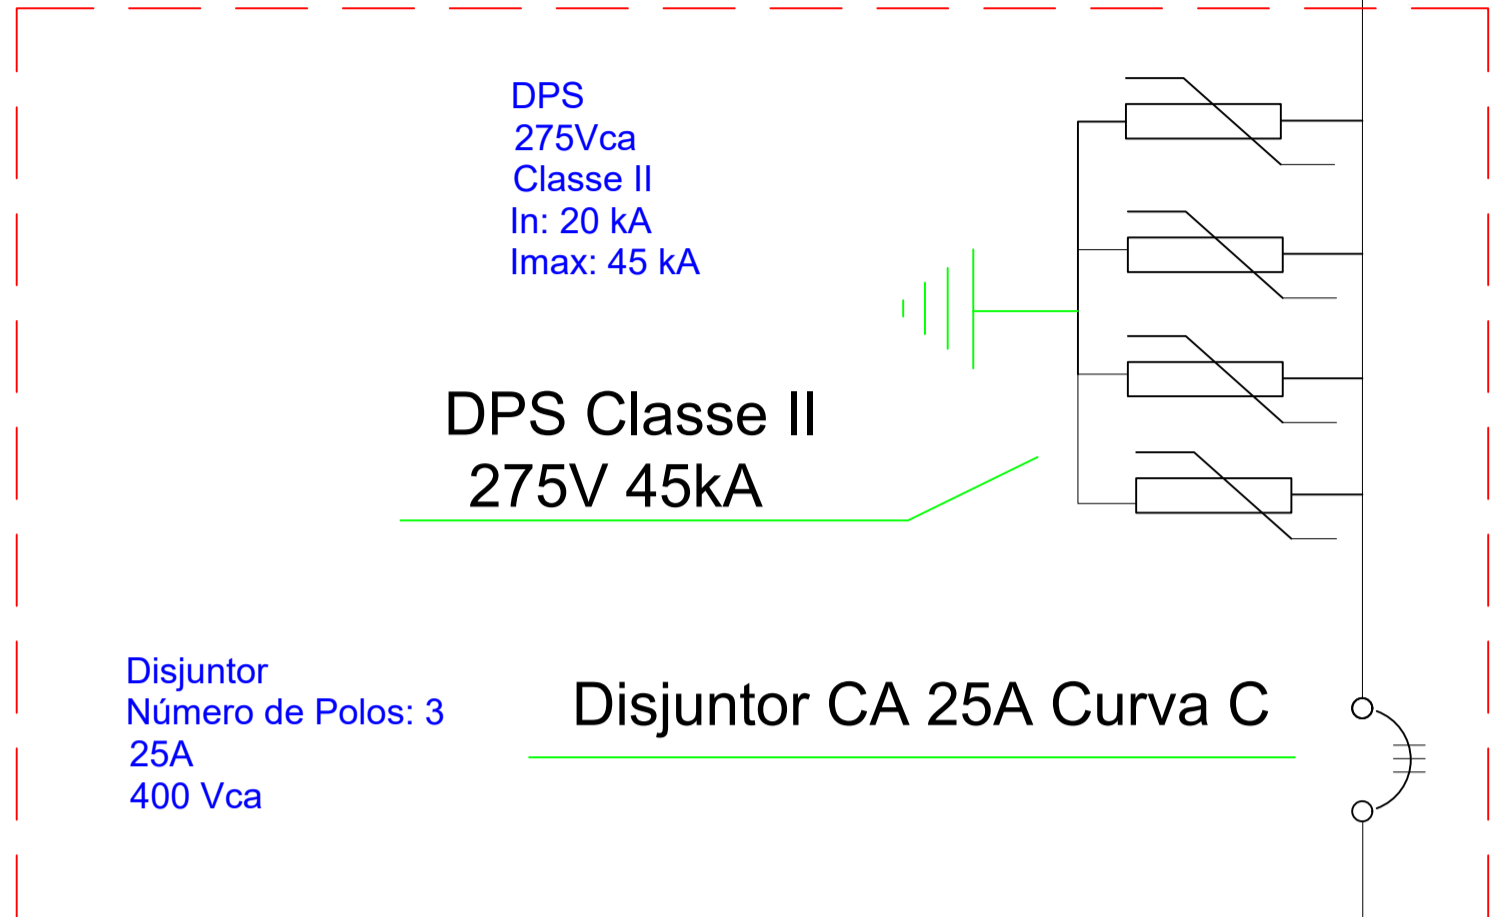 DPS
275Vca
Classe II
In: 20 kA
Imax: 45 kA
DPS Classe II
275V 45kA
Disjuntor
Número de Polos: 3
25A
400 Vca
Disjuntor CA 25A Curva C